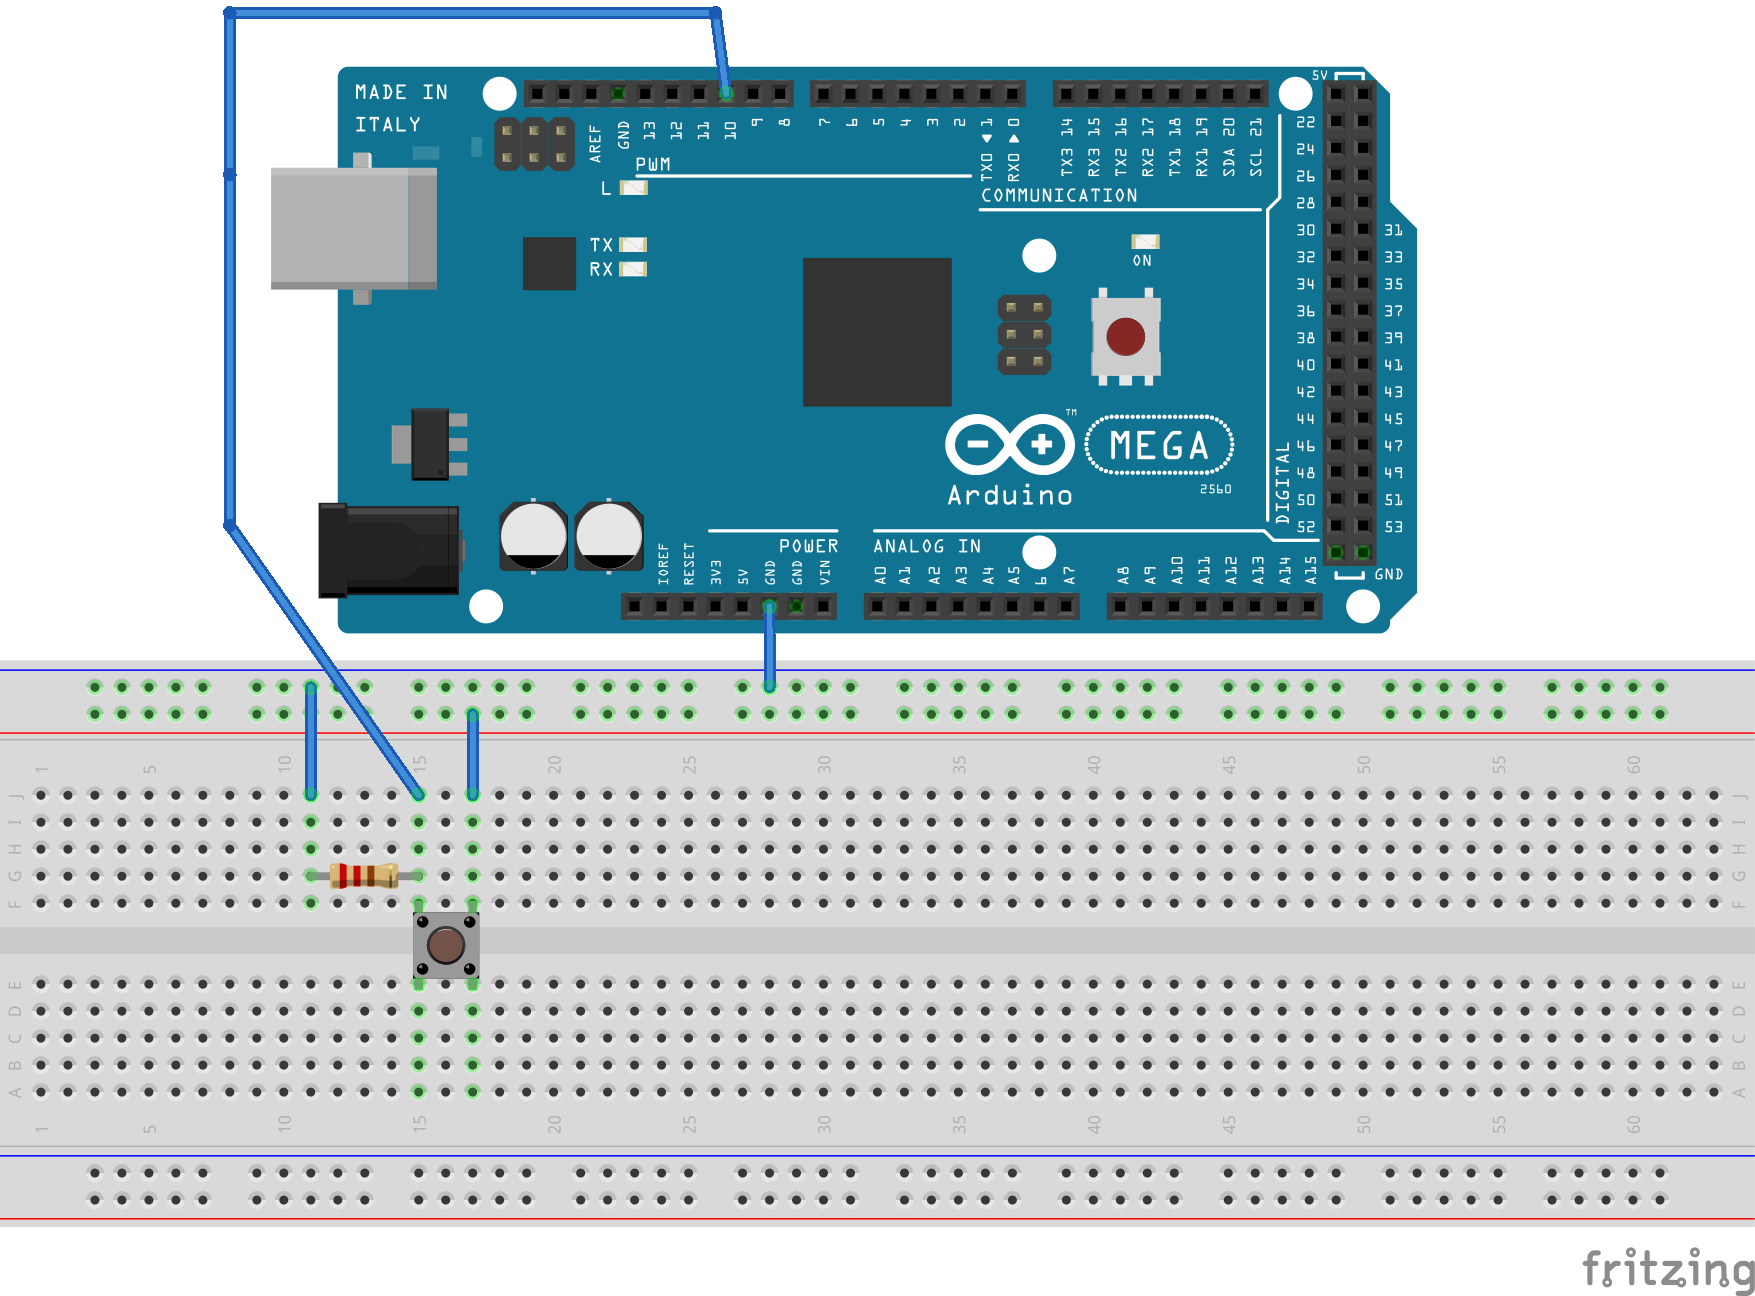 5V
MADE IN
ITALY
AREF
GND
13
12
11
10
9
8
7
6
5
4
3
2
TX0 ◀ 1
RX0 ▶ 0
TX3 14
RX3 15
TX2 16
RX2 17
TX1 18
RX1 19
SDA 20
SCL 21
PWM
COMMUNICATION
L
TX
RX
ON
22
24
26
28
30 31
32 33
34 35
36 37
38 39
40 41
42 43
44 45
46 47
48 49
50 51
52 53
GND
DIGITAL
TM
MEGA
2560
Arduino
POWER
ANALOG IN
IOREF
RESET
3V3
5V
GND
GND
VIN
A0
A1
A2
A3
A4
A5
6
A7
A8
A9
A10
A11
A12
A13
A14
A15
1 5 10 15 20 25 30 35 40 45 50 55 60
J J
I I
H H
G G
F F
E E
D D
C C
B B
A A
1 5 10 15 20 25 30 35 40 45 50 55 60
fritzing